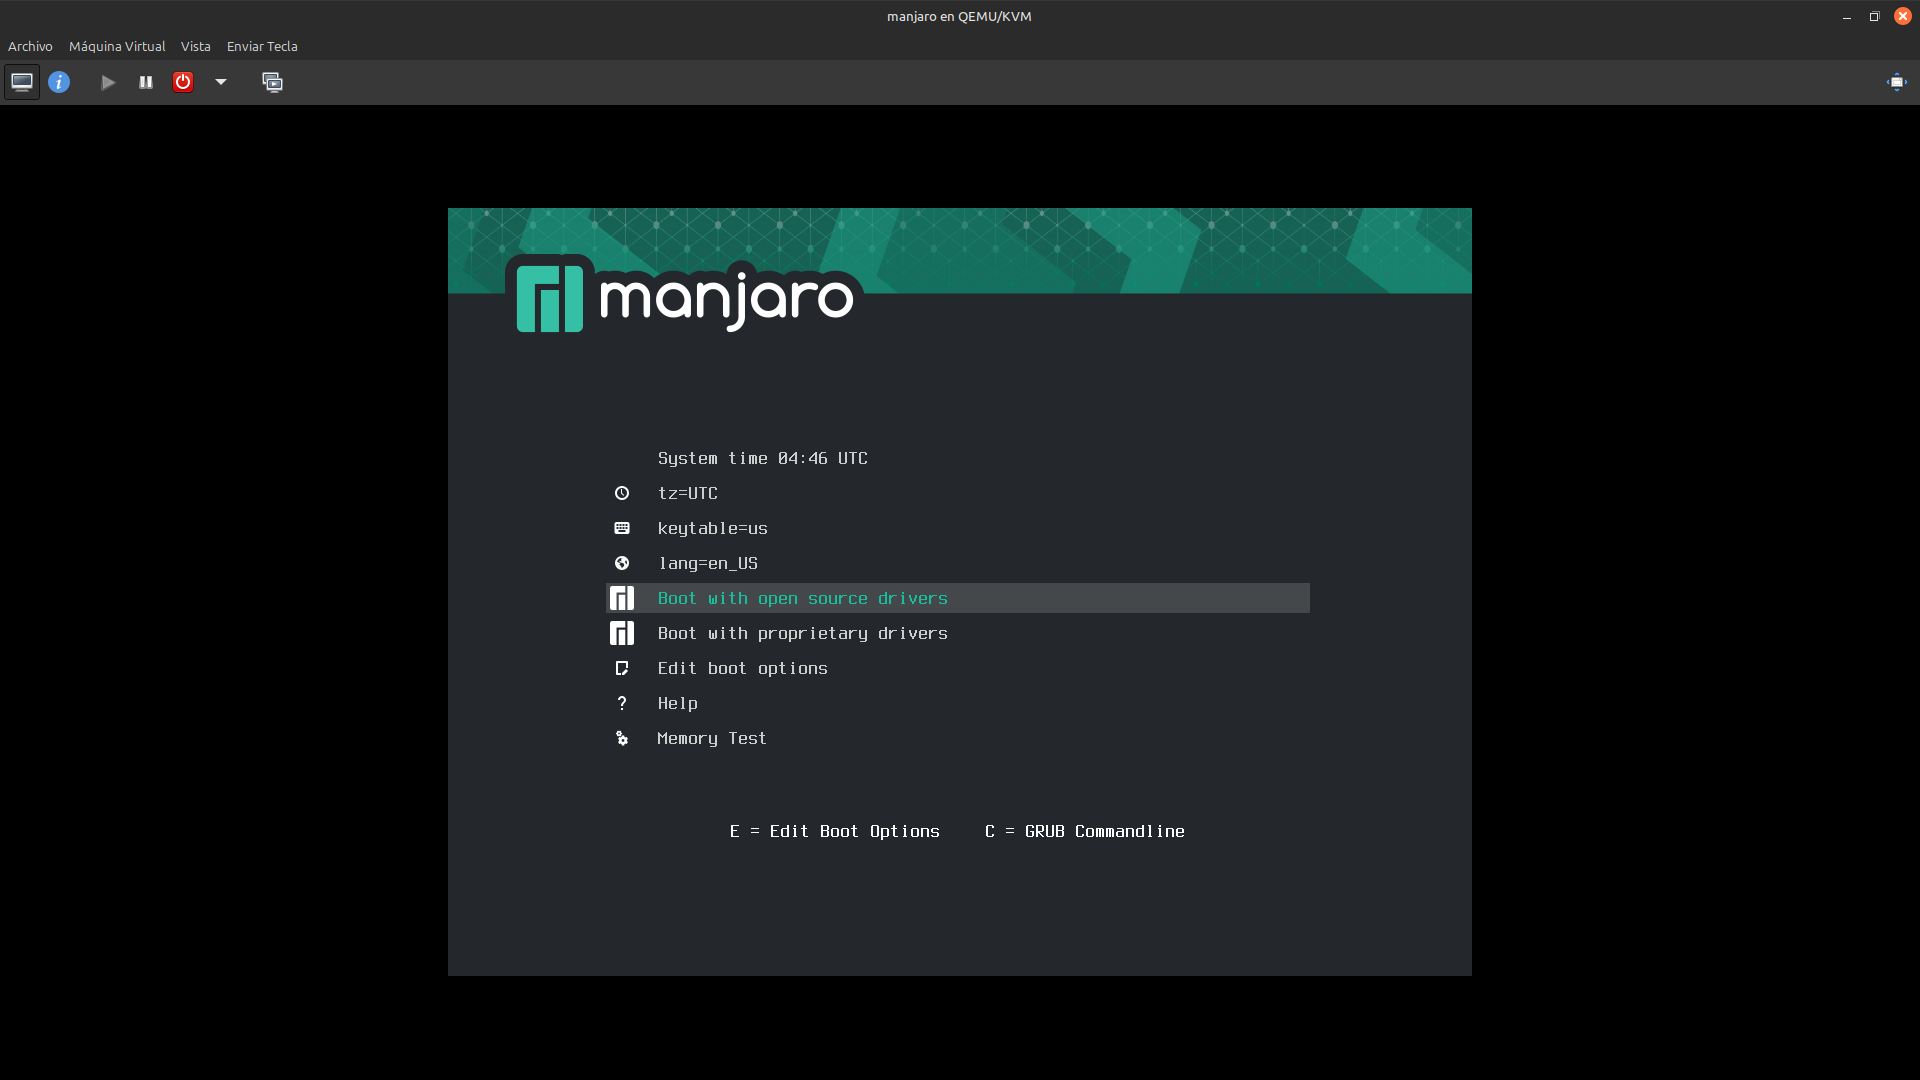 manjaro en QEMU/KVM
Archivo Máquina Virtual Vista Enviar Tecla
manjaro
System time 04:46 UTC
tz=UTC
keytable=us
lang=en_US
Boot with open source drivers
Boot with proprietary drivers
Edit boot options
? Help
Memory Test
E = Edit Boot Options C = GRUB Commandline